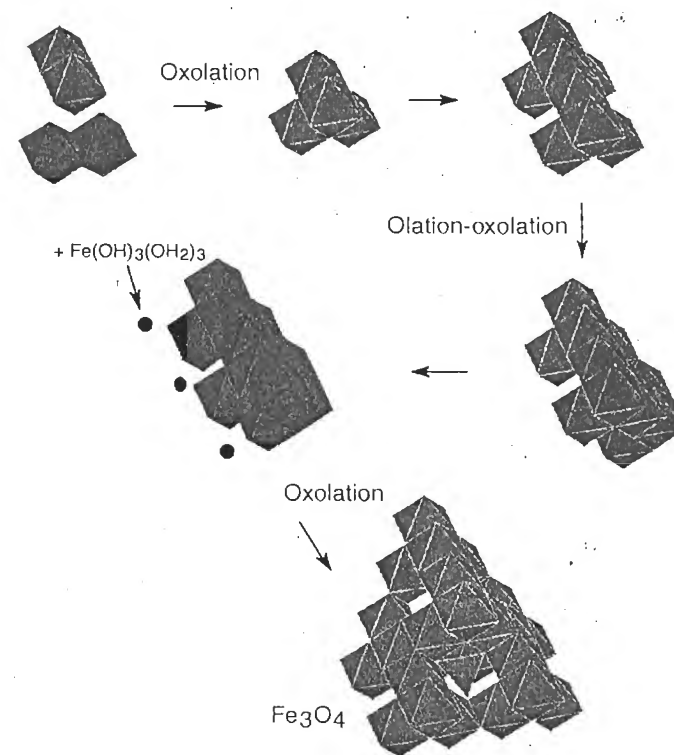 Oxolation
Olation-oxolation
+ Fe(OH)3(OH2)3
Oxolation
Fe3O4